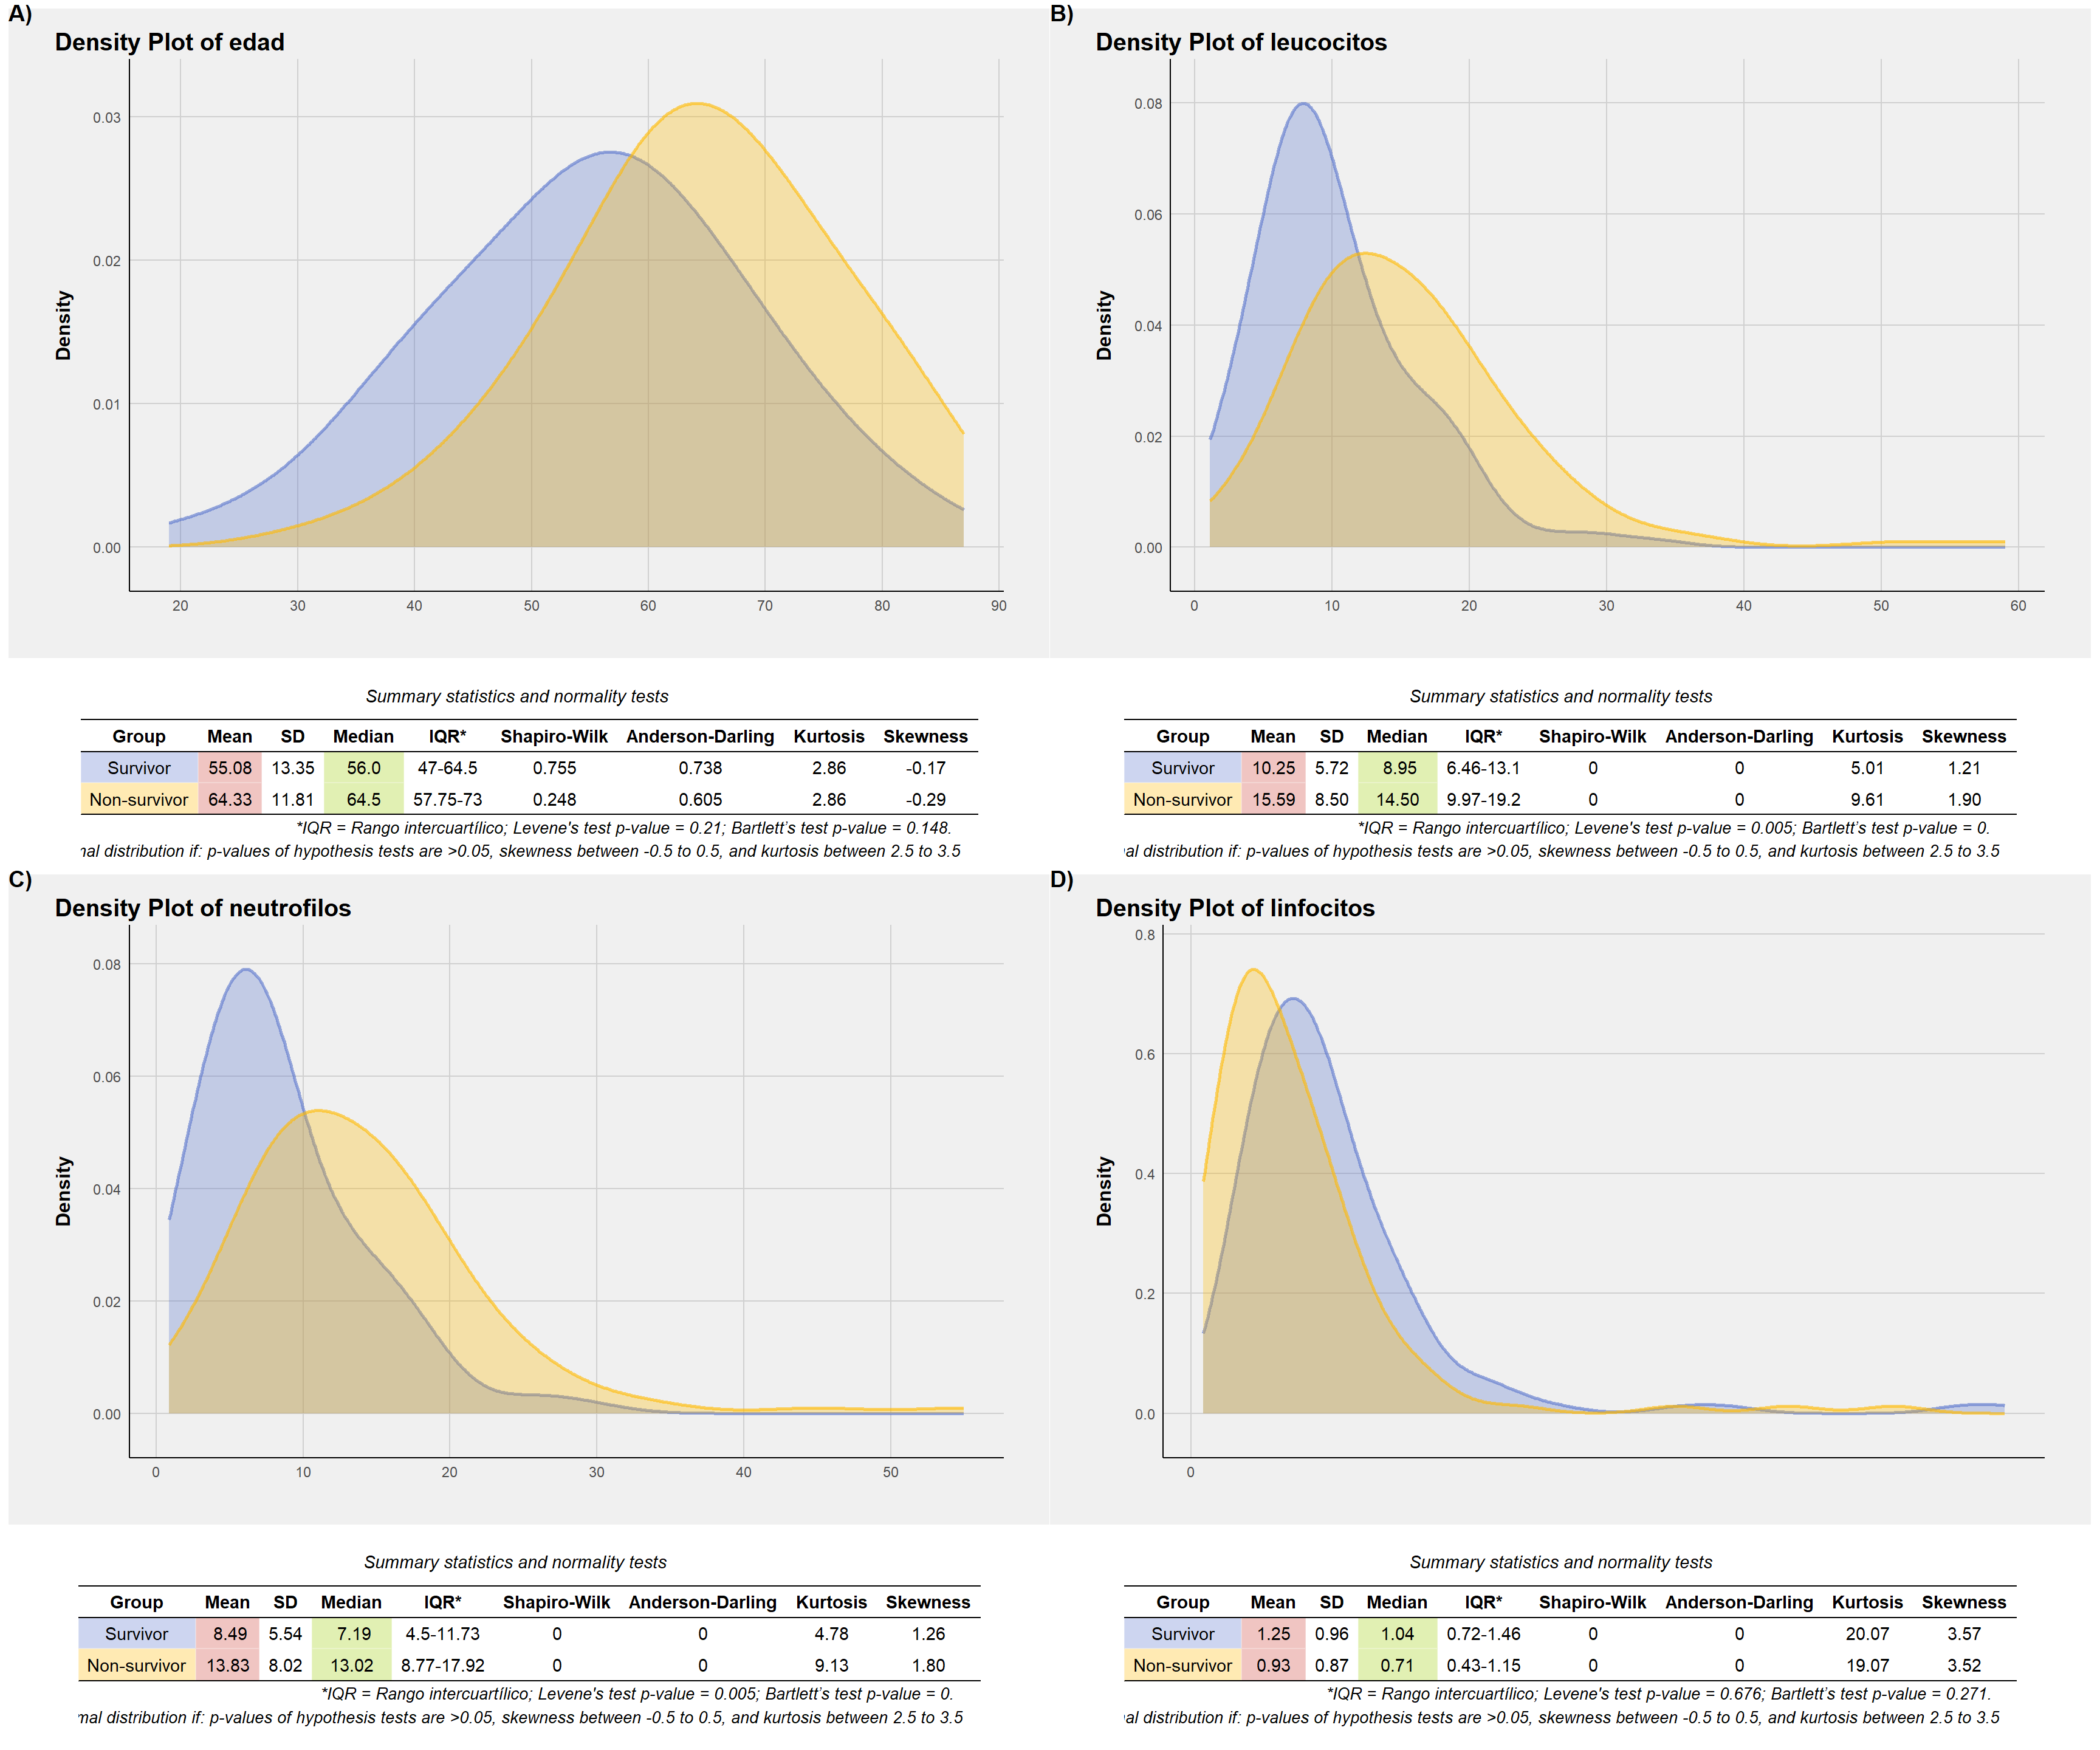 A)
Density Plot of edad
Density
0.03
0.02
0.01
0.00
20 30 40 50 60 70 80 90
Summary statistics and normality tests
Group Mean SD Median IQR* Shapiro-Wilk Anderson-Darling Kurtosis Skewness
Survivor 55.08 13.35 56.0 47-64.5 0.755 0.738 2.86 -0.17
Non-survivor 64.33 11.81 64.5 57.75-73 0.248 0.605 2.86 -0.29
*IQR = Rango intercuartílico; Levene's test p-value = 0.21; Bartlett's test p-value = 0.148.
distribution if: p-values of hypothesis tests are >0.05, skewness between -0.5 to 0.5, and kurtosis between 2.5 to 3.5
B)
Density Plot of leucocitos
Density
0.08
0.06
0.04
0.02
0.00
0 10 20 30 40 50 60
Summary statistics and normality tests
Group Mean SD Median IQR* Shapiro-Wilk Anderson-Darling Kurtosis Skewness
Survivor 10.25 5.72 8.95 6.46-13.1 0 0 5.01 1.21
Non-survivor 15.59 8.50 14.50 9.97-19.2 0 0 9.61 1.90
*IQR = Rango intercuartílico; Levene's test p-value = 0.005; Bartlett's test p-value = 0.
distribution if: p-values of hypothesis tests are >0.05, skewness between -0.5 to 0.5, and kurtosis between 2.5 to 3.5
C)
Density Plot of neutrofilos
Density
0.08
0.06
0.04
0.02
0.00
0 10 20 30 40 50
Summary statistics and normality tests
Group Mean SD Median IQR* Shapiro-Wilk Anderson-Darling Kurtosis Skewness
Survivor 8.49 5.54 7.19 4.5-11.73 0 0 4.78 1.26
Non-survivor 13.83 8.02 13.02 8.77-17.92 0 0 9.13 1.80
*IQR = Rango intercuartílico; Levene's test p-value = 0.005; Bartlett's test p-value = 0.
distribution if: p-values of hypothesis tests are >0.05, skewness between -0.5 to 0.5, and kurtosis between 2.5 to 3.5
D)
Density Plot of linfocitos
Density
0.8
0.6
0.4
0.2
0.0
0
Summary statistics and normality tests
Group Mean SD Median IQR* Shapiro-Wilk Anderson-Darling Kurtosis Skewness
Survivor 1.25 0.96 1.04 0.72-1.46 0 0 20.07 3.57
Non-survivor 0.93 0.87 0.71 0.43-1.15 0 0 19.07 3.52
*IQR = Rango intercuartílico; Levene's test p-value = 0.676; Bartlett's test p-value = 0.271.
distribution if: p-values of hypothesis tests are >0.05, skewness between -0.5 to 0.5, and kurtosis between 2.5 to 3.5